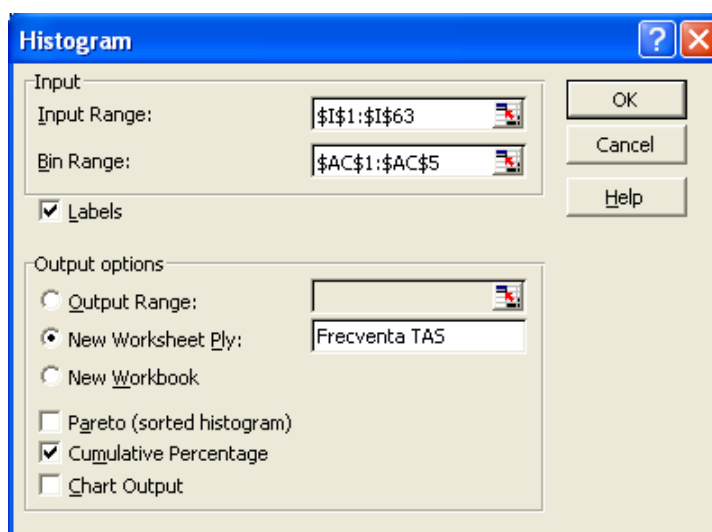 Histogram
Input
Input Range:
$I$1:$I$63
Bin Range:
$AC$1:$AC$5
Labels
OK
Cancel
Help
Output options
Output Range:
New Worksheet Ply:
Frecventa TAS
New Workbook
Pareto (sorted histogram)
Cumulative Percentage
Chart Output